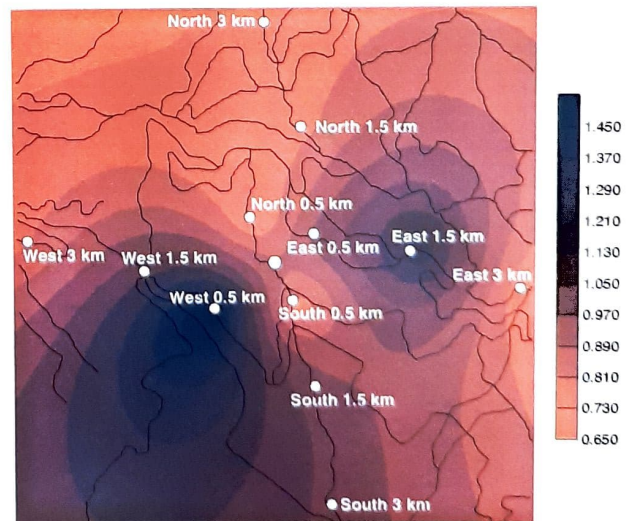 North 3 km
North 1.5 km
North 0.5 km
East 0.5 km
East 1.5 km
West 3 km
West 1.5 km
East 3 km
West 0.5 km
South 0.5 km
South 1.5 km
South 3 km
1.450
1.370
1.290
1.210
1.130
1.050
0.970
0.890
0.810
0.730
0.650